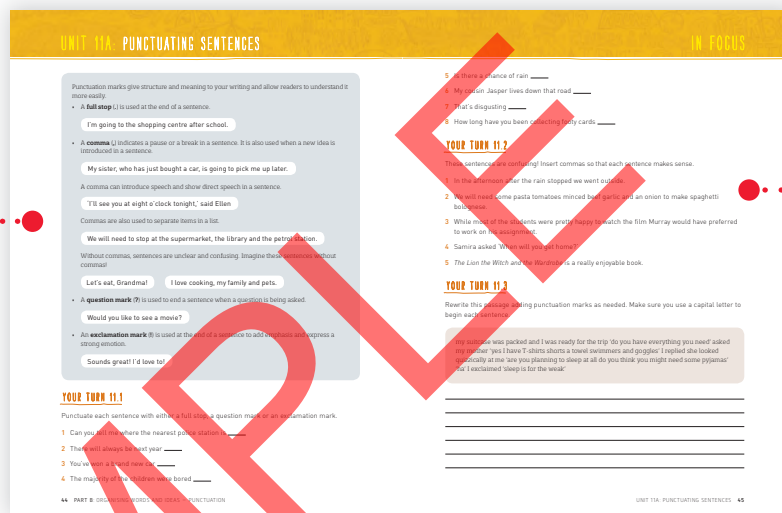 UNIT 11A: PUNCTUATING SENTENCES
Punctuation marks give structure and meaning to your writing and allow readers to understand it
more easily.
• A full stop (.) is used at the end of a sentence.
I'm going to the shopping centre after school.
• A comma (,) indicates a pause or a break in a sentence. It is also used when a new idea is
introduced in a sentence.
My sister, who has just bought a car, is going to pick me up later.
A comma can introduce speech and show direct speech in a sentence.
'I'll see you at eight o'clock tonight,' said Ellen
Commas are also used to separate items in a list.
We will need to stop at the supermarket, the library and the petrol station.
Without commas, sentences are unclear and confusing. Imagine these sentences without
commas!
Let's eat, Grandma!
I love cooking, my family and pets.
• A question mark (?) is used to end a sentence when a question is being asked.
Would you like to see a movie?
• An exclamation mark (!) is used at the end of a sentence to add emphasis and express a
strong emotion.
Sounds great! I'd love to!
YOUR TURN 11.1
Punctuate each sentence with either a full stop, a question mark or an exclamation mark.
1 Can you tell me where the nearest police station is
2 There will always be next year
3 You've won a brand new car
4 The majority of the children were bored
44 PART B ORGANISING WORDS AND IDEAS – PUNCTUATION
IN FOCUS
5 Is there a chance of rain
6 My cousin Jasper lives down that road
7 That's disgusting
8 How long have you been collecting footy cards
YOUR TURN 11.2
These sentences are confusing! Insert commas so that each sentence makes sense.
1 In the afternoon after the rain stopped we went outside.
2 We will need some pasta tomatoes minced beef garlic and an onion to make spaghetti
bolognese.
3 While most of the students were pretty happy to watch the film Murray would have preferred
to work on his assignment.
4 Samira asked 'When will you get home?'
5 The Lion the Witch and the Wardrobe is a really enjoyable book.
YOUR TURN 11.3
Rewrite this passage adding punctuation marks as needed. Make sure you use a capital letter to
begin each sentence.
my suitcase was packed and I was ready for the trip 'do you have everything you need' asked
my mother 'yes I have T-shirts shorts a towel swimmers and goggles' I replied she looked
quizzically at me 'are you planning to sleep at all do you think you might need some pyjamas'
'ha' I exclaimed 'sleep is for the weak'
UNIT 11A: PUNCTUATING SENTENCES 45